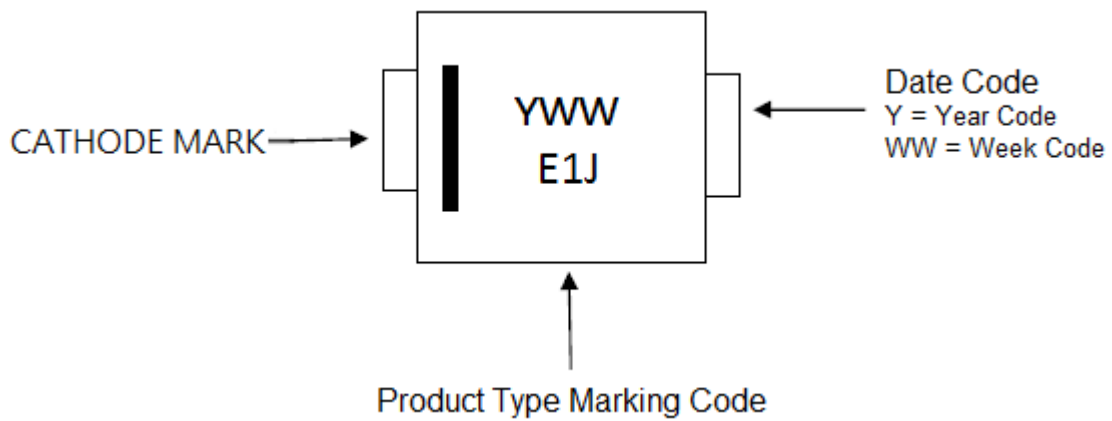 YWW
E1J
CATHODE MARK
Date Code
Y = Year Code
WW = Week Code
Product Type Marking Code